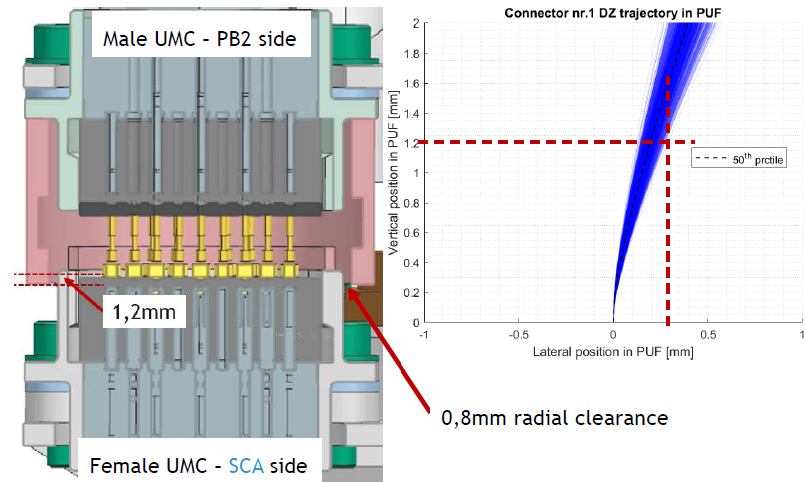 Male UMC – PB2 side
1,2mm
Female UMC – SCA side
0,8mm radial clearance
Connector nr.1 DZ trajectory in PUF
Vertical position in PUF [mm]
2
1.8
1.6
1.4
1.2
1
0.8
0.6
0.4
0.2
0
50th prctile
-1
-0.5
0
0.5
1
Lateral position in PUF [mm]